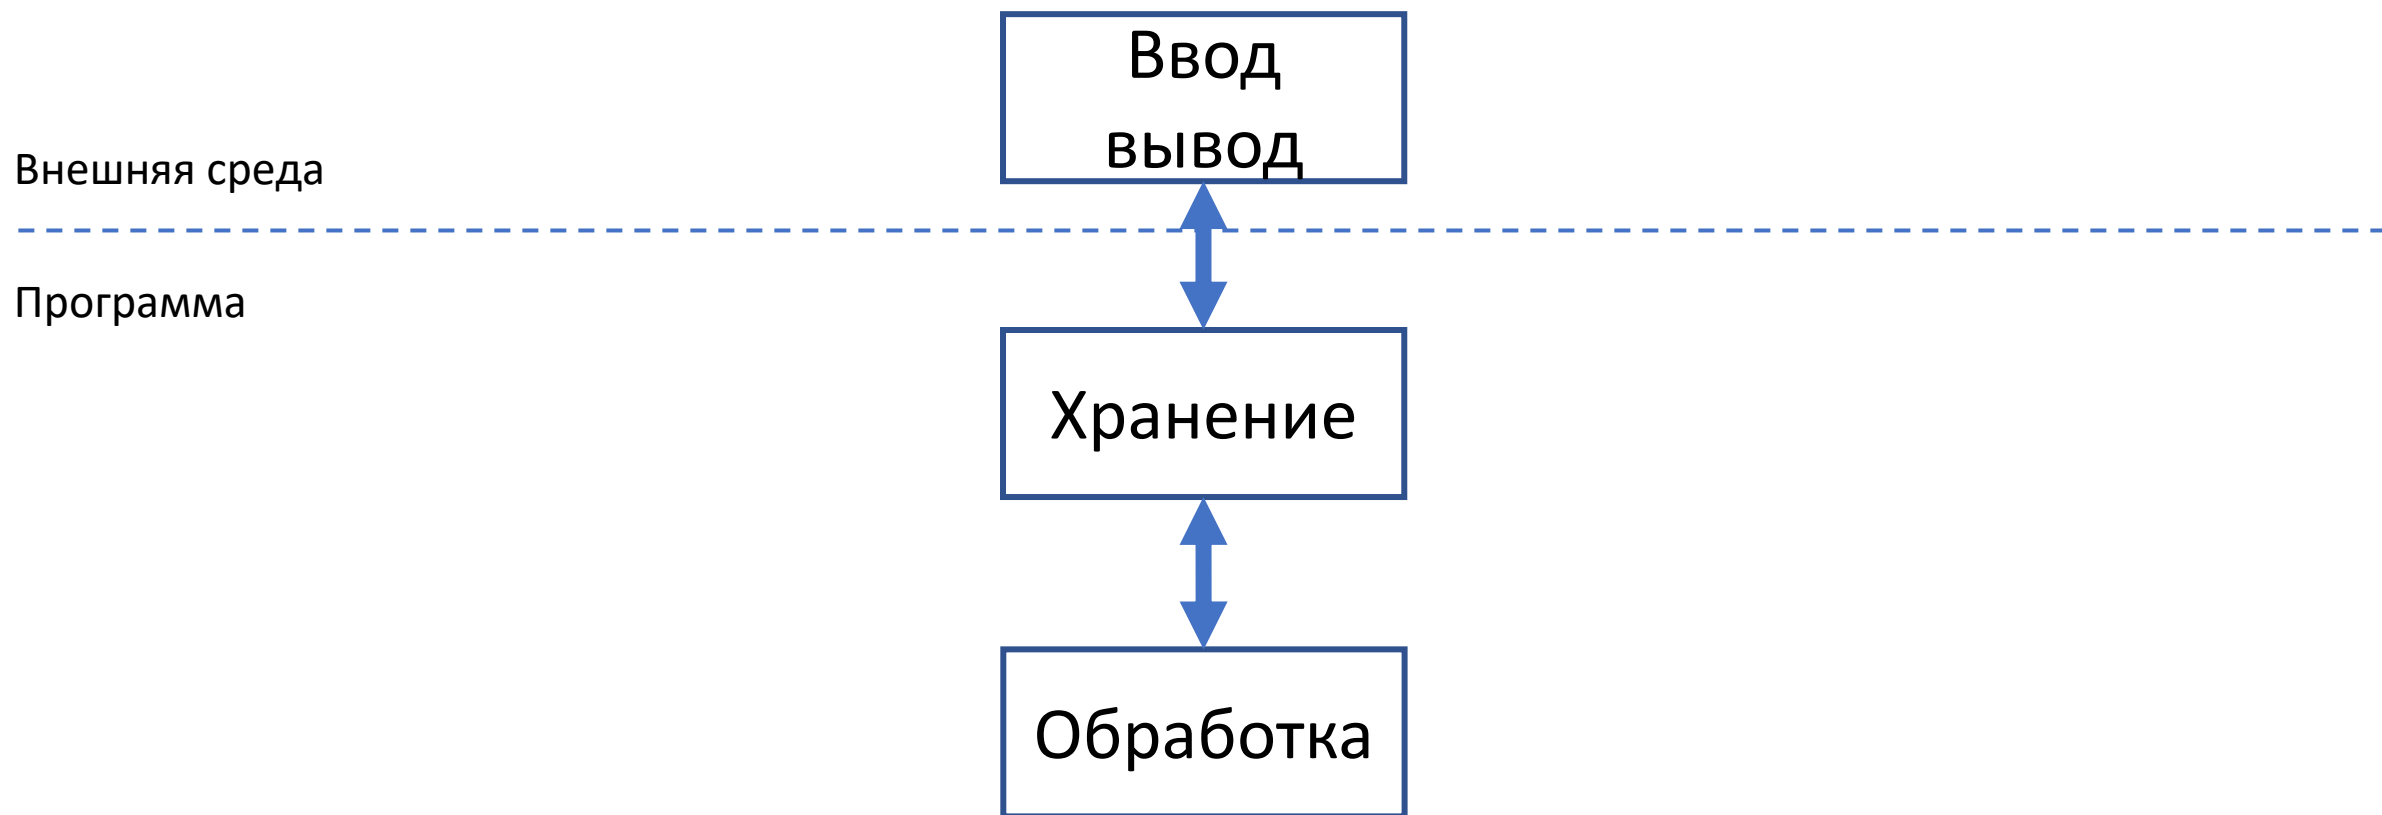 Ввод
вывод
Внешняя среда
Программа
Хранение
Обработка